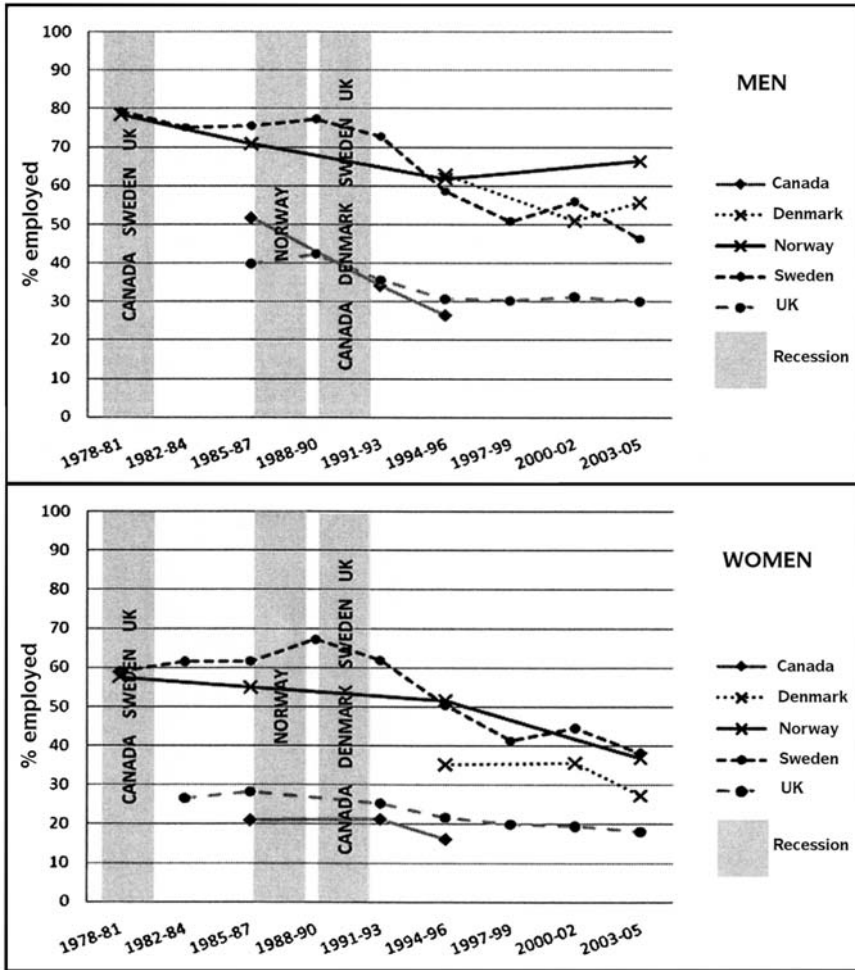 100
90
80
70
60
50
40
30
20
10
0
% employed
CANADA SWEDEN UK
NORWAY
CANADA DENMARK SWEDEN UK
1978-81
1982-84
1985-87
1988-90
1991-93
1994-96
1997-99
2000-02
2003-05
MEN
Canada
Denmark
Norway
Sweden
UK
Recession
100
90
80
70
60
50
40
30
20
10
0
% employed
CANADA SWEDEN UK
NORWAY
CANADA DENMARK SWEDEN UK
1978-81
1982-84
1985-87
1988-90
1991-93
1994-96
1997-99
2000-02
2003-05
WOMEN
Canada
Denmark
Norway
Sweden
UK
Recession